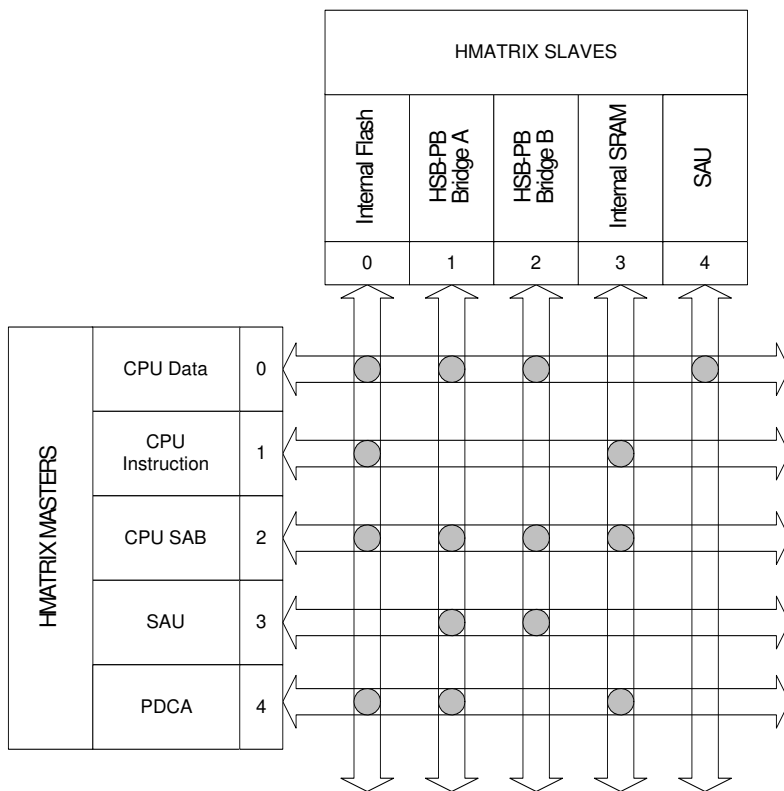 HMATRIX SLAVES
Internal Flash
HSB-PB
Bridge A
HSB-PB
Bridge B
Internal SRAM
SAU
0
1
2
3
4
HMATRIX MASTERS
CPU Data
0
CPU
Instruction
1
CPU SAB
2
SAU
3
PDCA
4